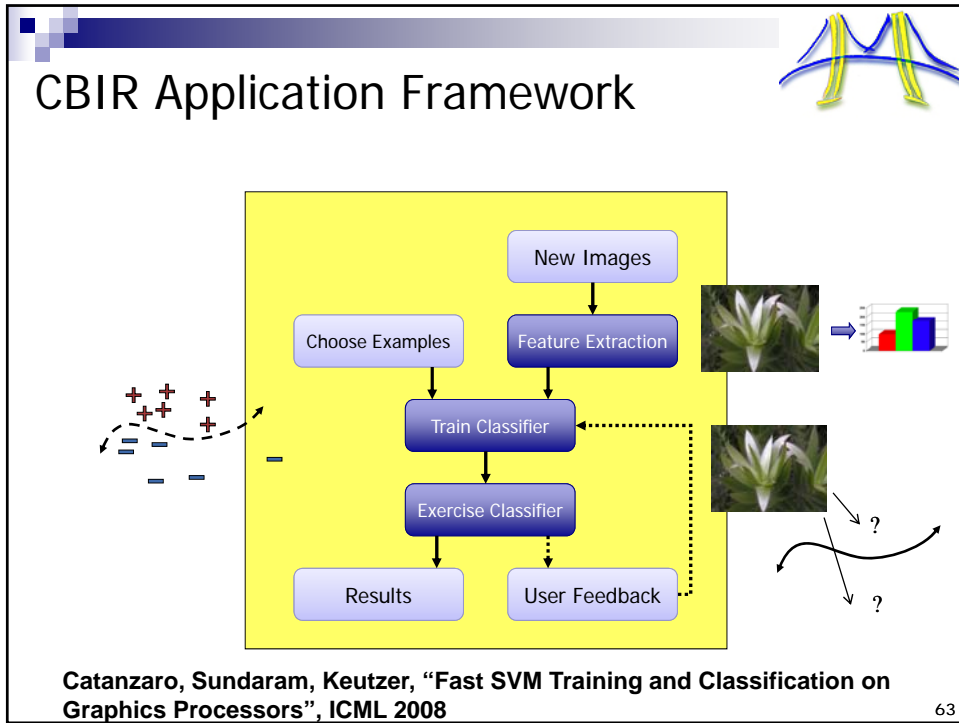 CBIR Application Framework
New Images
Choose Examples
Feature Extraction
Train Classifier
Exercise Classifier
?
Results
User Feedback
?
Catanzaro, Sundaram, Keutzer, “Fast SVM Training and Classification on
Graphics Processors”, ICML 2008
63